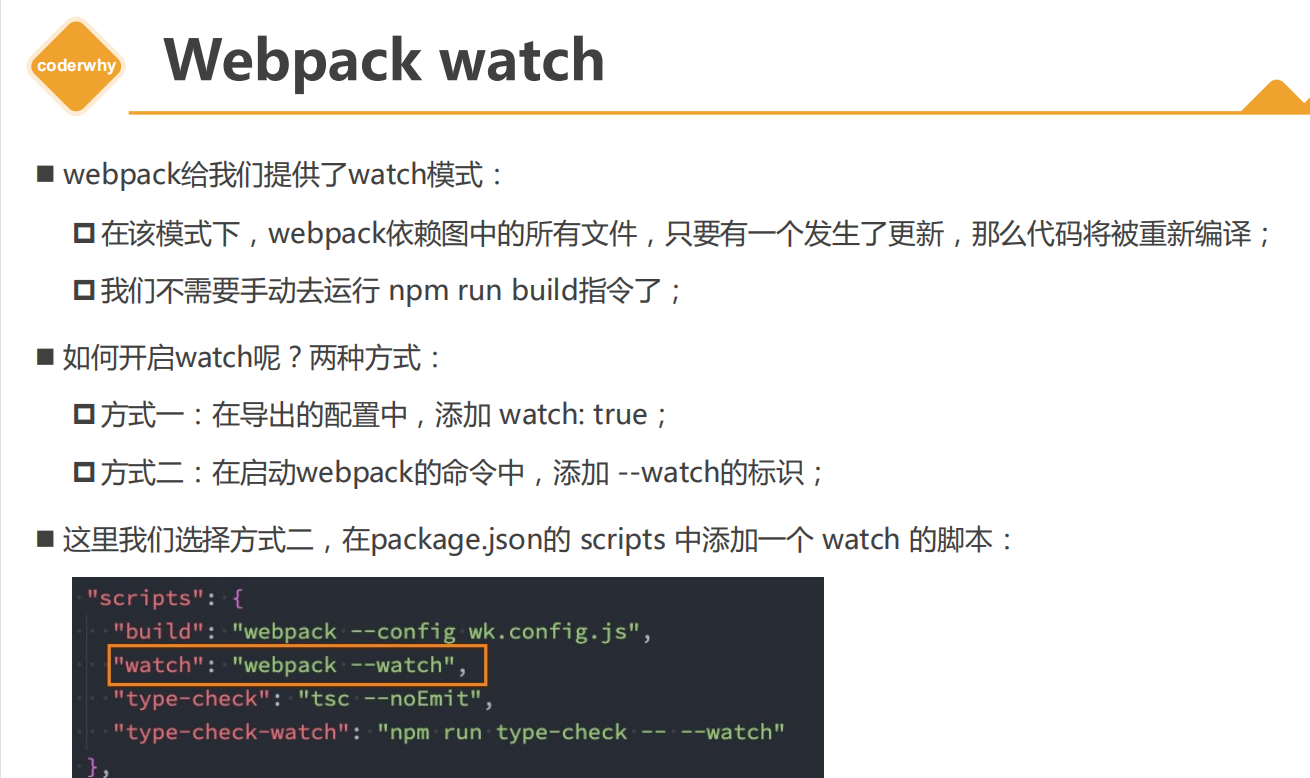 coderwhy
Webpack watch
webpack给我们提供了watch模式：
在该模式下，webpack依赖图中的所有文件，只要有一个发生了更新，那么代码将被重新编译；
我们不需要手动去运行 npm run build指令了；
如何开启watch呢？两种方式：
方式一：在导出的配置中，添加 watch: true；
方式二：在启动webpack的命令中，添加 --watch的标识；
这里我们选择方式二，在package.json的 scripts 中添加一个 watch 的脚本：
"scripts": {
"build": "webpack --config wk.config.js",
"watch": "webpack --watch",
"type-check": "tsc --noEmit",
"type-check-watch": "npm run type-check -- --watch"
},